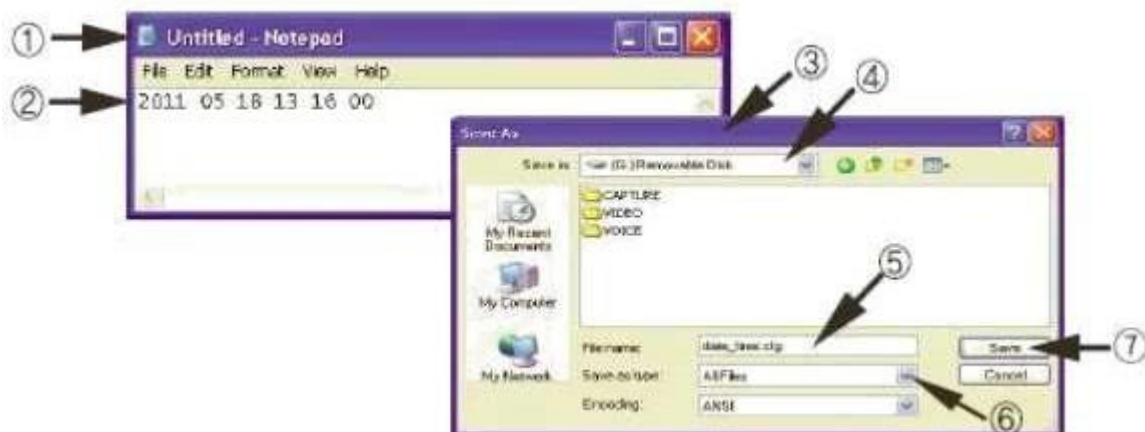 ① Untitled - Notepad
File Edit Format View Help
② 2011 05 18 13 16 00
③
④
Save As
Save in: (G:)Removable Disk
CAPTURE
VIDEO
VOICE
My Recent
Documents
My Computer
My Network
⑤
File name: date_time.cfg Save ⑦
Save as type: All Files Cancel
⑥
Encoding: ANSI